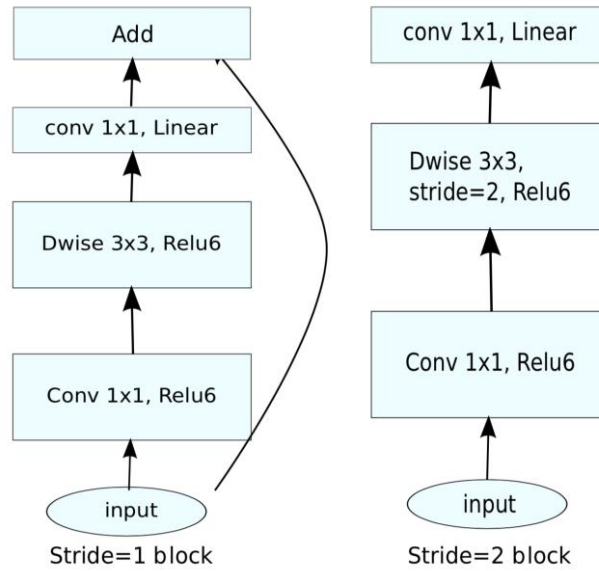 Add
conv 1x1, Linear
Dwise 3x3, Relu6
Conv 1x1, Relu6
input
Stride=1 block
conv 1x1, Linear
Dwise 3x3,
stride=2, Relu6
Conv 1x1, Relu6
input
Stride=2 block